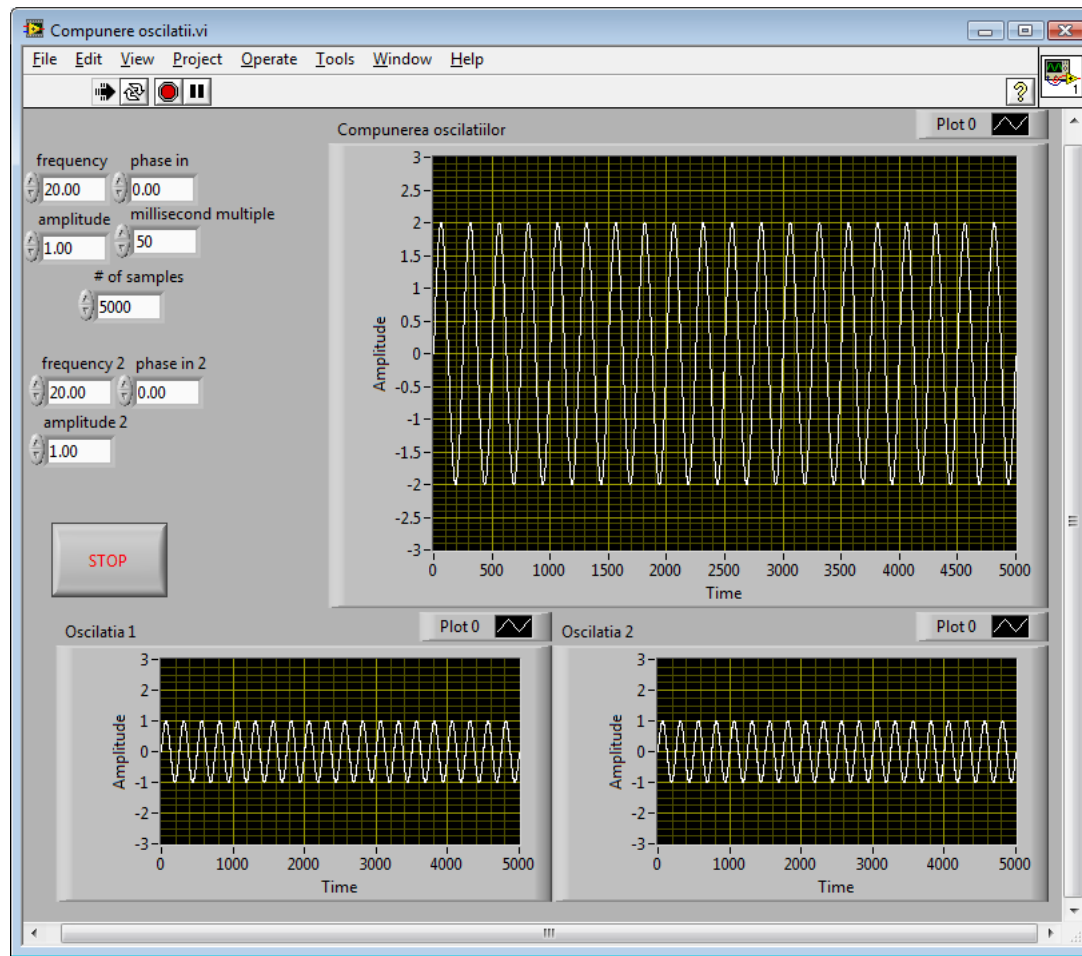 Compunere oscilatii.vi
File Edit View Project Operate Tools Window Help
1
Compunerea oscilatiilor
Plot 0
frequency phase in
20.00 0.00
amplitude millisecond multiple
1.00 50
# of samples
5000
frequency 2 phase in 2
20.00 0.00
amplitude 2
1.00
STOP
Amplitude
3
2.5
2
1.5
1
0.5
0
-0.5
-1
-1.5
-2
-2.5
-3
0 500 1000 1500 2000 2500 3000 3500 4000 4500 5000
Time
Oscilatia 1
Plot 0
Amplitude
3
2
1
0
-1
-2
-3
0 1000 2000 3000 4000 5000
Time
Oscilatia 2
Plot 0
Amplitude
3
2
1
0
-1
-2
-3
0 1000 2000 3000 4000 5000
Time